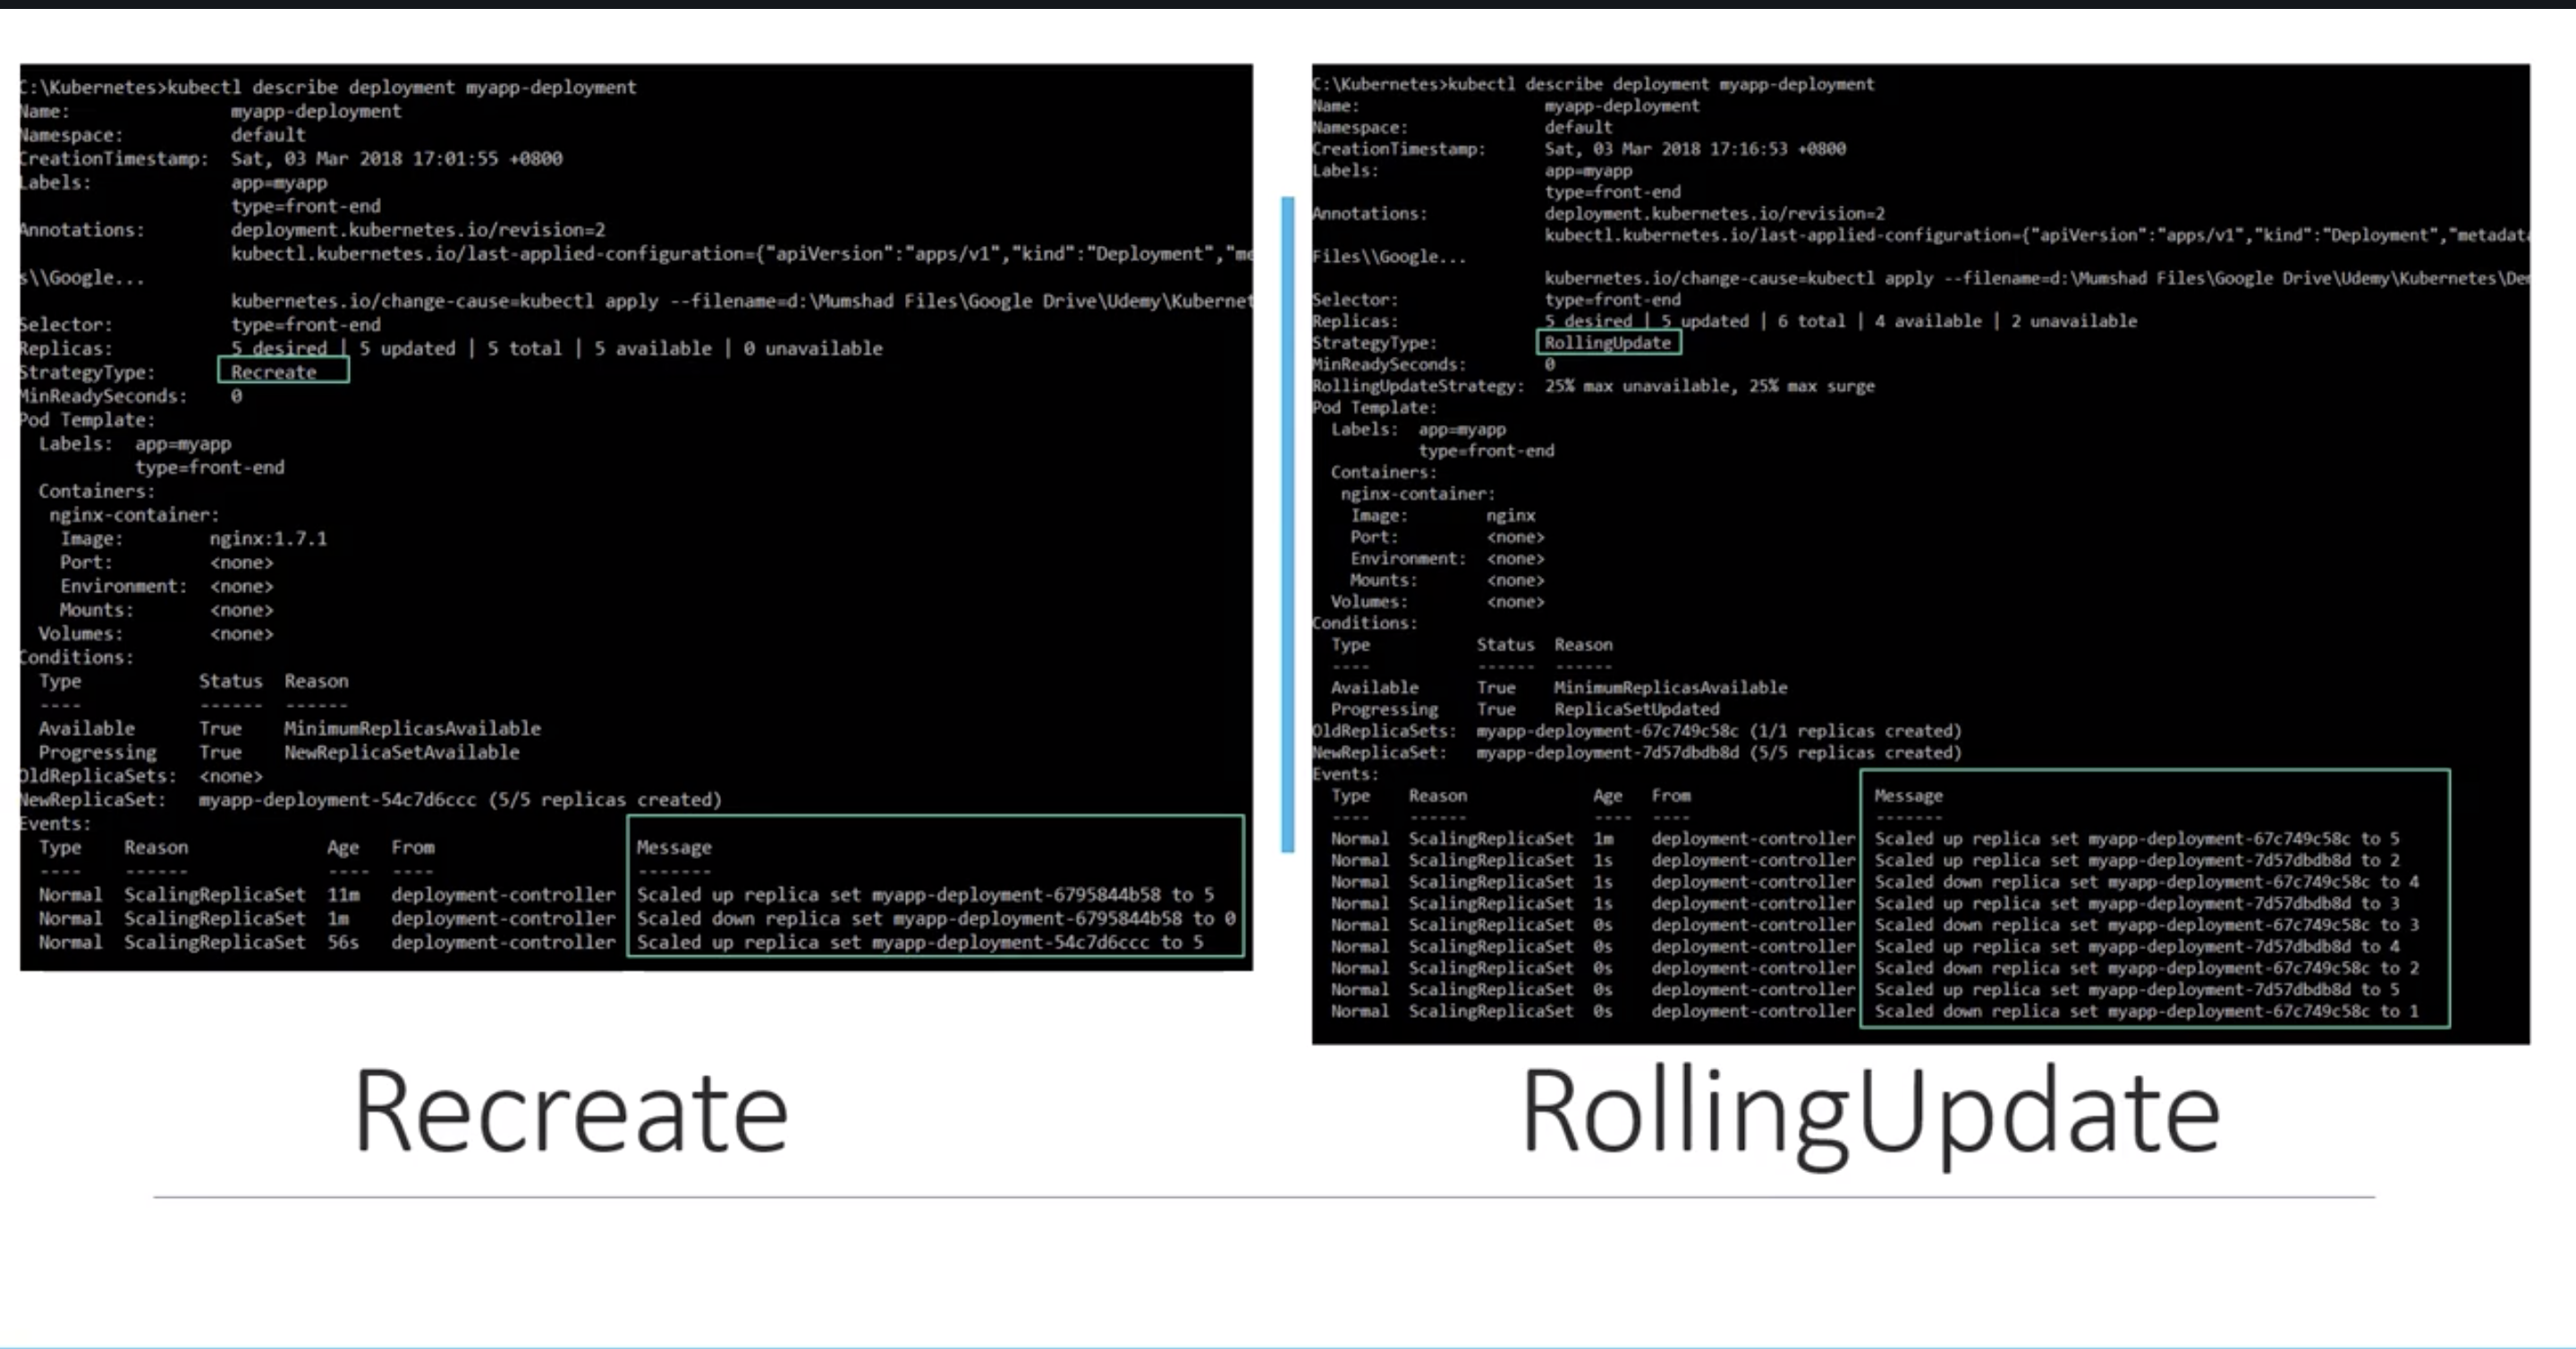 C:\Kubernetes>kubectl describe deployment myapp-deployment
Name: myapp-deployment
Namespace: default
CreationTimestamp: Sat, 03 Mar 2018 17:01:55 +0800
Labels: app=myapp
type=front-end
Annotations: deployment.kubernetes.io/revision=2
kubectl.kubernetes.io/last-applied-configuration={"apiVersion":"apps/v1","kind":"Deployment","me
s\\Google...
kubernetes.io/change-cause=kubectl apply --filename=d:\Mumshad Files\Google Drive\Udemy\Kubernet
Selector: type=front-end
Replicas: 5 desired | 5 updated | 5 total | 5 available | 0 unavailable
StrategyType: Recreate
MinReadySeconds: 0
Pod Template:
Labels: app=myapp
type=front-end
Containers:
nginx-container:
Image: nginx:1.7.1
Port: <none>
Environment: <none>
Mounts: <none>
Volumes: <none>
Conditions:
Type Status Reason
---- ------ ------
Available True MinimumReplicasAvailable
Progressing True NewReplicaSetAvailable
OldReplicaSets: <none>
NewReplicaSet: myapp-deployment-54c7d6ccc (5/5 replicas created)
Events:
Type Reason Age From Message
---- ------ ---- ---- -------
Normal ScalingReplicaSet 11m deployment-controller Scaled up replica set myapp-deployment-6795844b58 to 5
Normal ScalingReplicaSet 1m deployment-controller Scaled down replica set myapp-deployment-6795844b58 to 0
Normal ScalingReplicaSet 56s deployment-controller Scaled up replica set myapp-deployment-54c7d6ccc to 5
Recreate
C:\Kubernetes>kubectl describe deployment myapp-deployment
Name: myapp-deployment
Namespace: default
CreationTimestamp: Sat, 03 Mar 2018 17:16:53 +0800
Labels: app=myapp
type=front-end
Annotations: deployment.kubernetes.io/revision=2
kubectl.kubernetes.io/last-applied-configuration={"apiVersion":"apps/v1","kind":"Deployment","metadata
Files\\Google...
kubernetes.io/change-cause=kubectl apply --filename=d:\Mumshad Files\Google Drive\Udemy\Kubernetes\De
Selector: type=front-end
Replicas: 5 desired | 5 updated | 6 total | 4 available | 2 unavailable
StrategyType: RollingUpdate
MinReadySeconds: 0
RollingUpdateStrategy: 25% max unavailable, 25% max surge
Pod Template:
Labels: app=myapp
type=front-end
Containers:
nginx-container:
Image: nginx
Port: <none>
Environment: <none>
Mounts: <none>
Volumes: <none>
Conditions:
Type Status Reason
---- ------ ------
Available True MinimumReplicasAvailable
Progressing True ReplicaSetUpdated
OldReplicaSets: myapp-deployment-67c749c58c (1/1 replicas created)
NewReplicaSet: myapp-deployment-7d57dbdb8d (5/5 replicas created)
Events:
Type Reason Age From Message
---- ------ ---- ---- -------
Normal ScalingReplicaSet 1m deployment-controller Scaled up replica set myapp-deployment-67c749c58c to 5
Normal ScalingReplicaSet 1s deployment-controller Scaled up replica set myapp-deployment-7d57dbdb8d to 2
Normal ScalingReplicaSet 1s deployment-controller Scaled down replica set myapp-deployment-67c749c58c to 4
Normal ScalingReplicaSet 1s deployment-controller Scaled up replica set myapp-deployment-7d57dbdb8d to 3
Normal ScalingReplicaSet 0s deployment-controller Scaled down replica set myapp-deployment-67c749c58c to 3
Normal ScalingReplicaSet 0s deployment-controller Scaled up replica set myapp-deployment-7d57dbdb8d to 4
Normal ScalingReplicaSet 0s deployment-controller Scaled down replica set myapp-deployment-67c749c58c to 2
Normal ScalingReplicaSet 0s deployment-controller Scaled up replica set myapp-deployment-7d57dbdb8d to 5
Normal ScalingReplicaSet 0s deployment-controller Scaled down replica set myapp-deployment-67c749c58c to 1
RollingUpdate